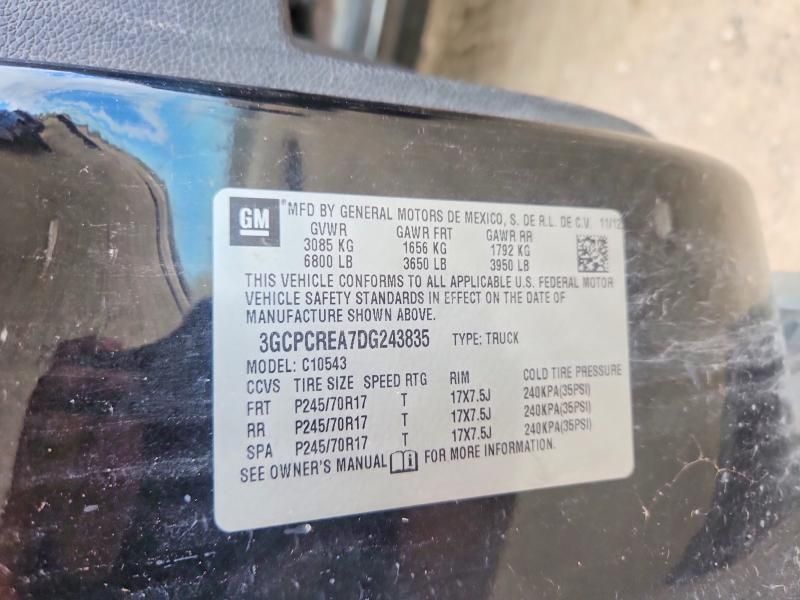 GM ® MFD BY GENERAL MOTORS DE MEXICO, S. DE R.L. DE C.V. 11/12
GVWR GAWR FRT GAWR RR
3085 KG 1656 KG 1792 KG
6800 LB 3650 LB 3950 LB
THIS VEHICLE CONFORMS TO ALL APPLICABLE U.S. FEDERAL MOTOR
VEHICLE SAFETY STANDARDS IN EFFECT ON THE DATE OF
MANUFACTURE SHOWN ABOVE.
3GCPCREA7DG243835 TYPE: TRUCK
MODEL: C10543
CCVS TIRE SIZE SPEED RTG RIM COLD TIRE PRESSURE
FRT P245/70R17 T 17X7.5J 240KPA(35PSI)
RR P245/70R17 T 17X7.5J 240KPA(35PSI)
SPA P245/70R17 T 17X7.5J 240KPA(35PSI)
SEE OWNER'S MANUAL FOR MORE INFORMATION.